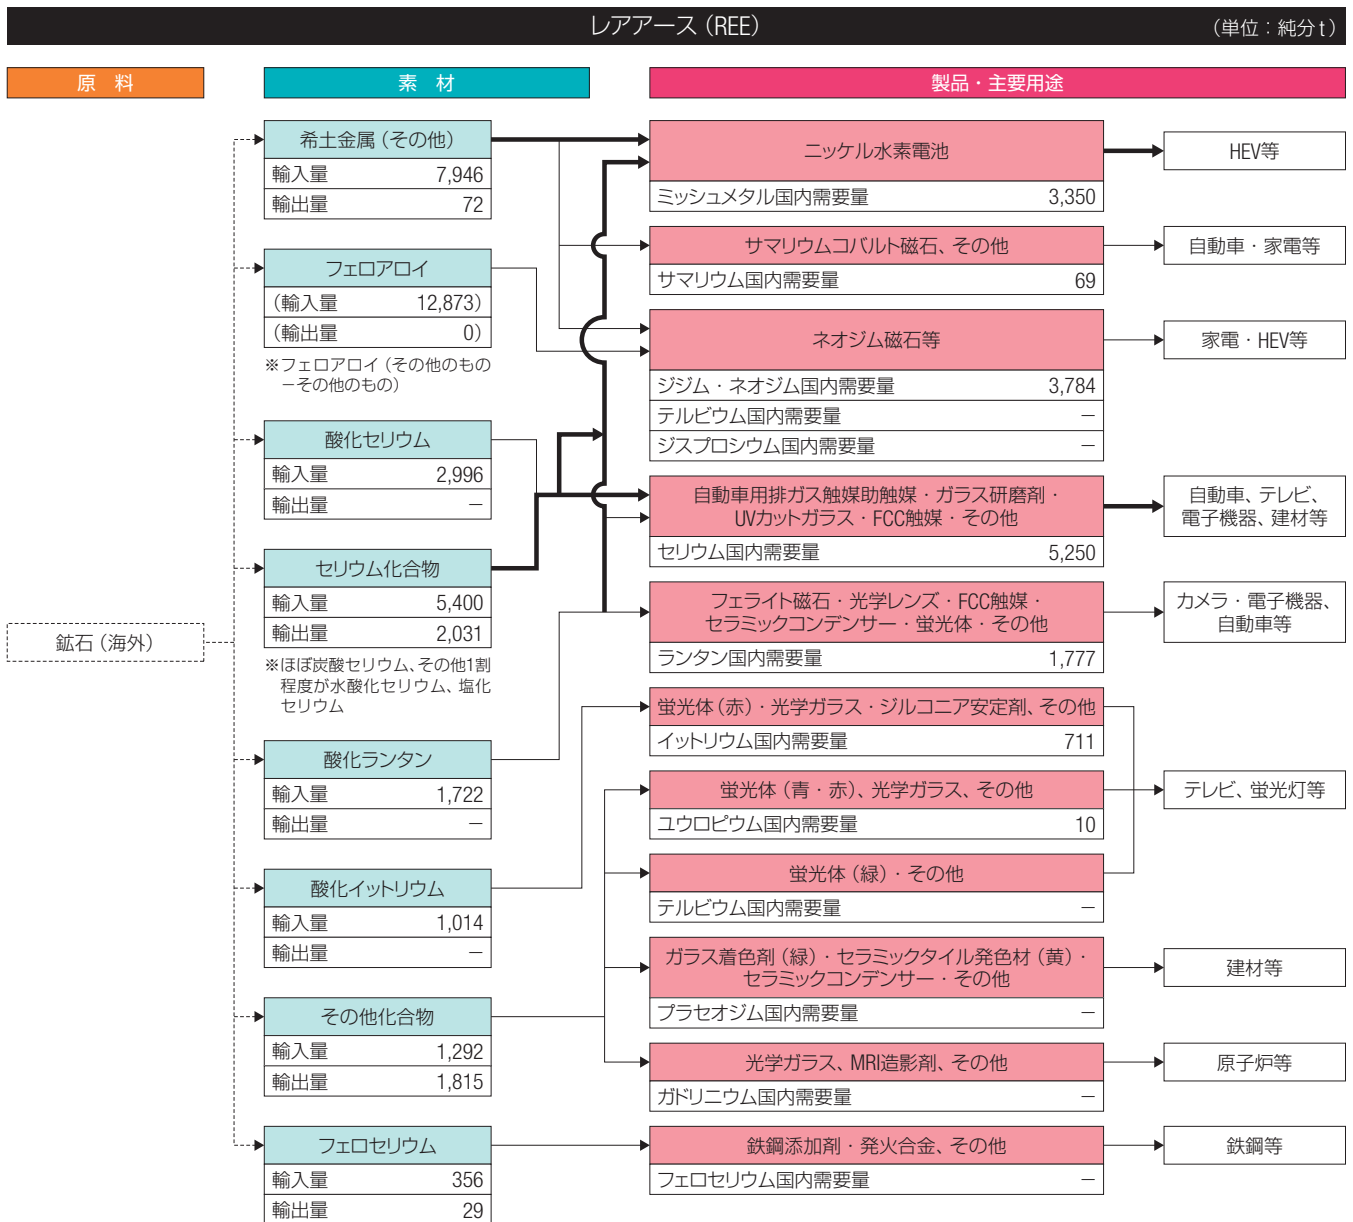 レアアース（REE）
（単位：純分t）
原　料
素　材
製品・主要用途
鉱石（海外）
希土金属（その他）
輸入量 7,946
輸出量 72
フェロアロイ
（輸入量 12,873）
（輸出量 0）
※フェロアロイ（その他のもの
－その他のもの）
酸化セリウム
輸入量 2,996
輸出量 －
セリウム化合物
輸入量 5,400
輸出量 2,031
※ほぼ炭酸セリウム、その他1割
程度が水酸化セリウム、塩化
セリウム
酸化ランタン
輸入量 1,722
輸出量 －
酸化イットリウム
輸入量 1,014
輸出量 －
その他化合物
輸入量 1,292
輸出量 1,815
フェロセリウム
輸入量 356
輸出量 29
ニッケル水素電池
ミッシュメタル国内需要量 3,350
HEV等
サマリウムコバルト磁石、その他
サマリウム国内需要量 69
自動車・家電等
ネオジム磁石等
ジジム・ネオジム国内需要量 3,784
テルビウム国内需要量 －
ジスプロシウム国内需要量 －
家電・HEV等
自動車用排ガス触媒助触媒・ガラス研磨剤・
UVカットガラス・FCC触媒・その他
セリウム国内需要量 5,250
自動車、テレビ、
電子機器、建材等
フェライト磁石・光学レンズ・FCC触媒・
セラミックコンデンサー・蛍光体・その他
ランタン国内需要量 1,777
カメラ・電子機器、
自動車等
蛍光体（赤）・光学ガラス・ジルコニア安定剤、その他
イットリウム国内需要量 711
蛍光体（青・赤）、光学ガラス、その他
ユウロピウム国内需要量 10
テレビ、蛍光灯等
蛍光体（緑）・その他
テルビウム国内需要量 －
ガラス着色剤（緑）・セラミックタイル発色材（黄）・
セラミックコンデンサー・その他
プラセオジム国内需要量 －
建材等
光学ガラス、MRI造影剤、その他
ガドリニウム国内需要量 －
原子炉等
鉄鋼添加剤・発火合金、その他
フェロセリウム国内需要量 －
鉄鋼等